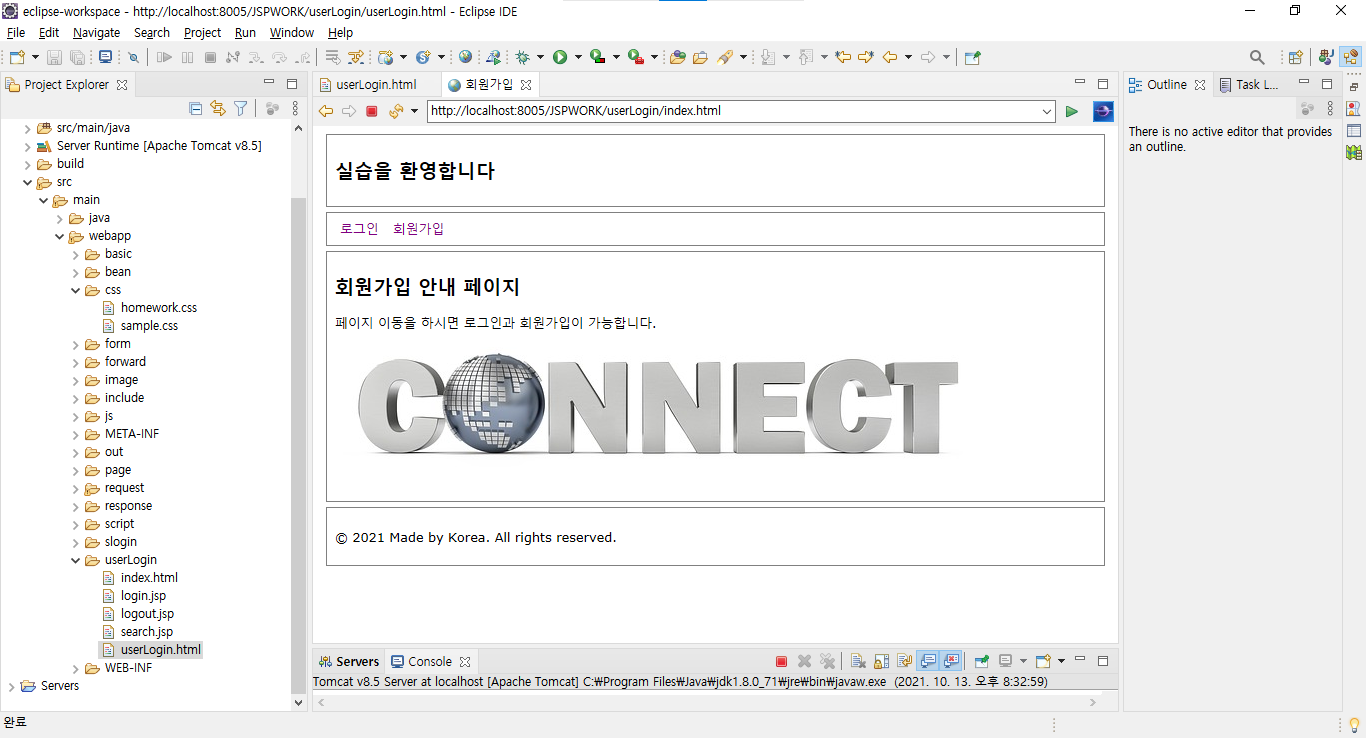 eclipse-workspace - http://localhost:8005/JSPWORK/userLogin/userLogin.html - Eclipse IDE
File Edit Navigate Search Project Run Window Help
Project Explorer
src/main/java
Server Runtime [Apache Tomcat v8.5]
build
src
main
java
webapp
basic
bean
css
homework.css
sample.css
form
forward
image
include
js
META-INF
out
page
request
response
script
slogin
userLogin
index.html
login.jsp
logout.jsp
search.jsp
userLogin.html
WEB-INF
Servers
userLogin.html 회원가입
http://localhost:8005/JSPWORK/userLogin/index.html
실습을 환영합니다
로그인 회원가입
회원가입 안내 페이지
페이지 이동을 하시면 로그인과 회원가입이 가능합니다.
CONNECT
© 2021 Made by Korea. All rights reserved.
Servers Console
Tomcat v8.5 Server at localhost [Apache Tomcat] C:₩Program Files₩Java₩jdk1.8.0_71₩jre₩bin₩javaw.exe (2021. 10. 13. 오후 8:32:59)
Outline Task L...
There is no active editor that provides
an outline.
완료